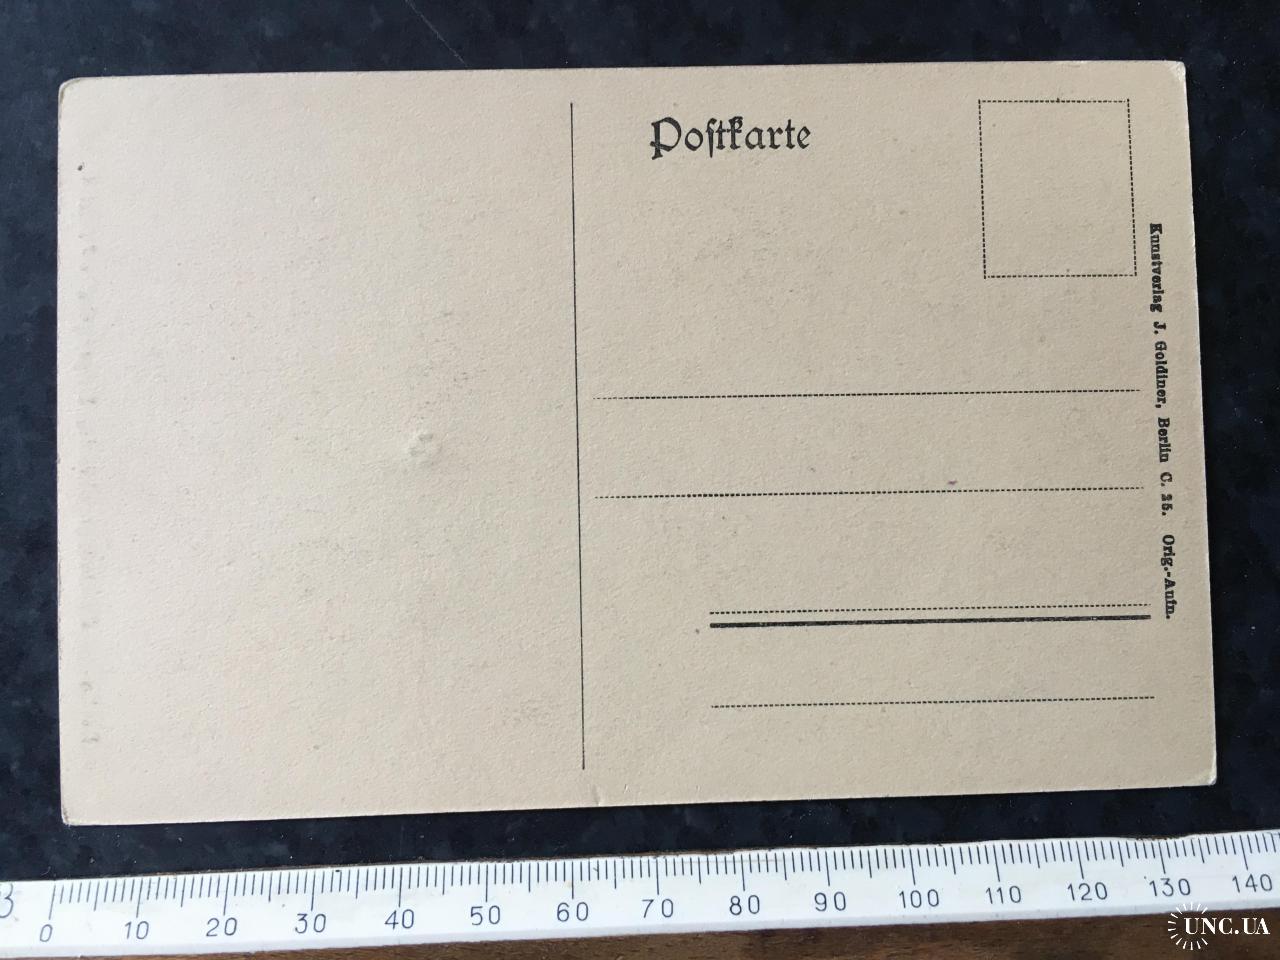 Poſtkarte
Kunstverlag J. Goldiner, Berlin C. 25. Orig.-Aufn.
0 10 20 30 40 50 60 70 80 90 100 110 120 130 140
UNC.UA